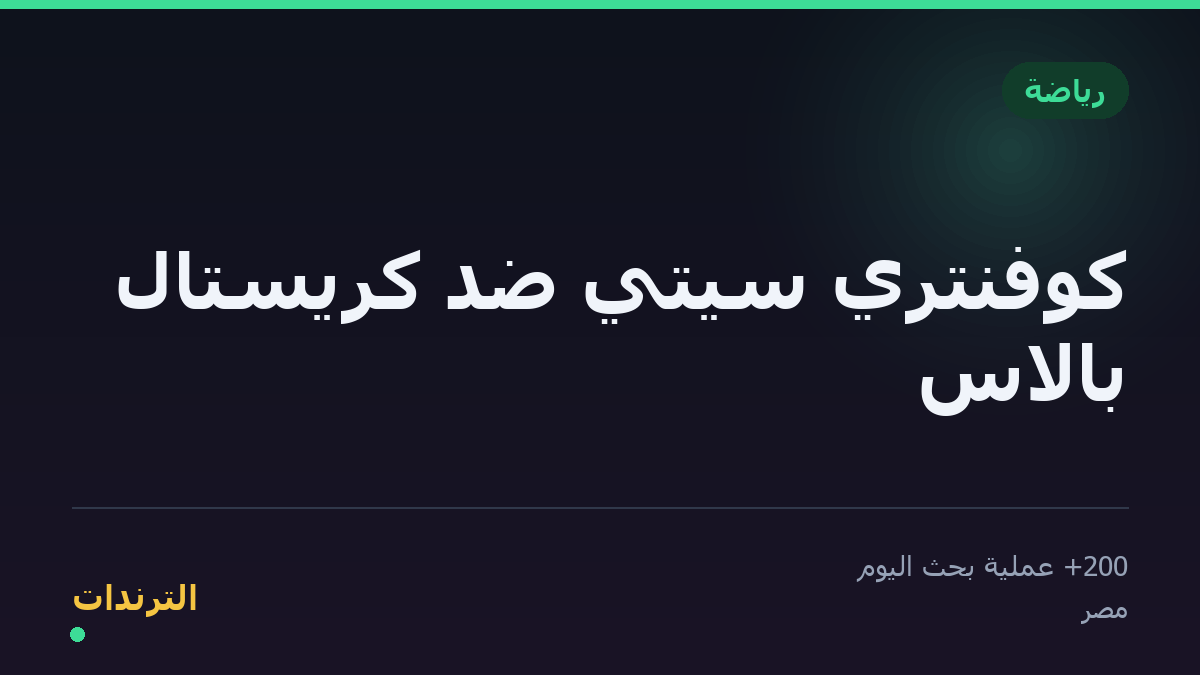 رياضة
كوفنتري سيتي ضد كريستال
بالاس
200+ عملية بحث اليوم
مصر
الترندات